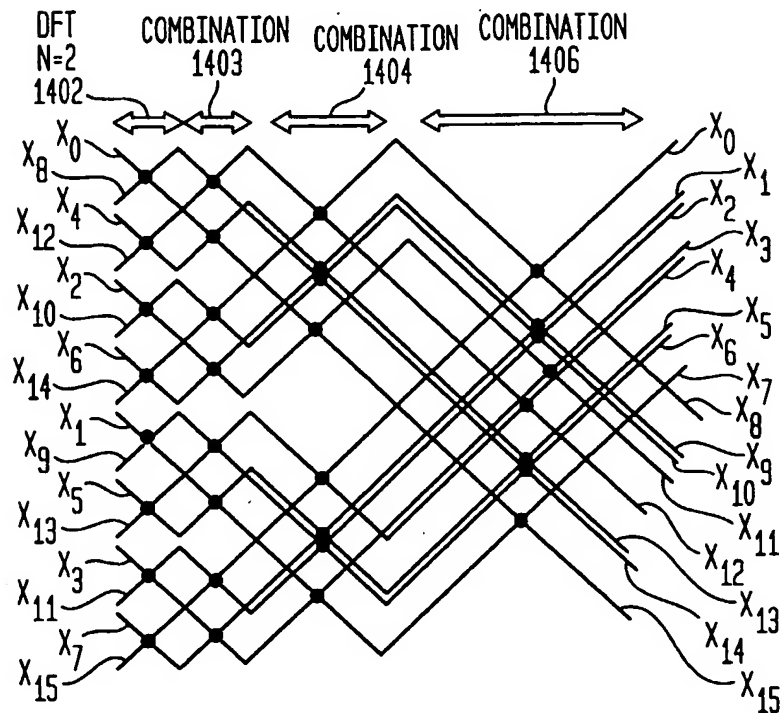 DFT
N=2
1402
COMBINATION
1403
COMBINATION
1404
COMBINATION
1406
X0
X8
X4
X12
X2
X10
X6
X14
X1
X9
X5
X13
X3
X11
X7
X15
X0
X1
X2
X3
X4
X5
X6
X7
X8
X9
X10
X11
X12
X13
X14
X15